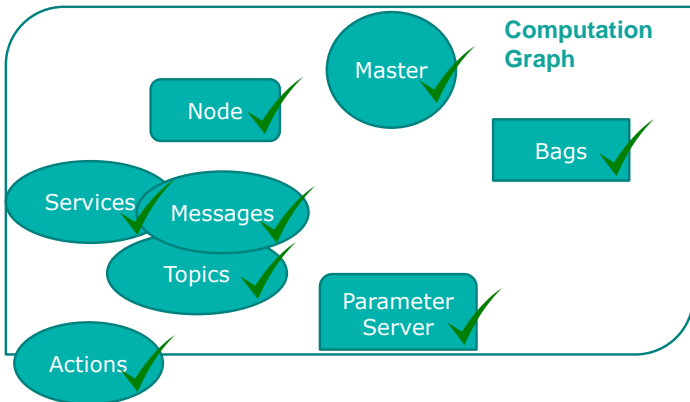 Computation
Graph
Master
Node
Bags
Services
Messages
Topics
Parameter
Server
Actions